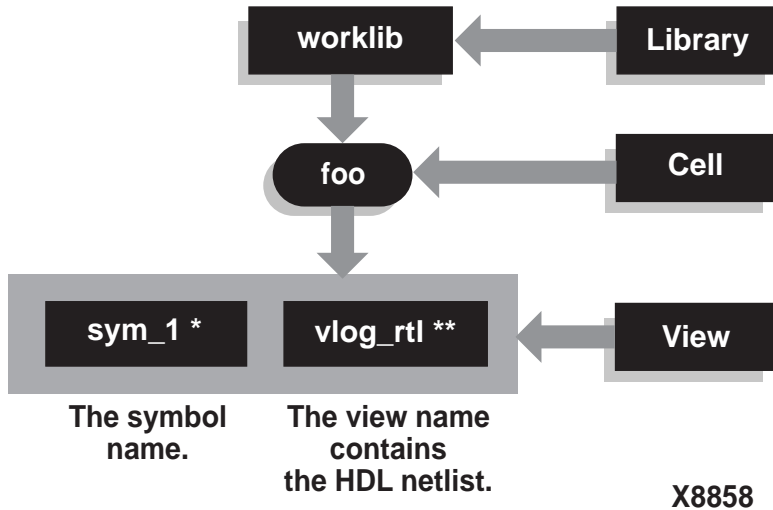 worklib
Library
foo
Cell
sym_1 *
vlog_rtl **
View
The symbol
name.
The view name
contains
the HDL netlist.
X8858